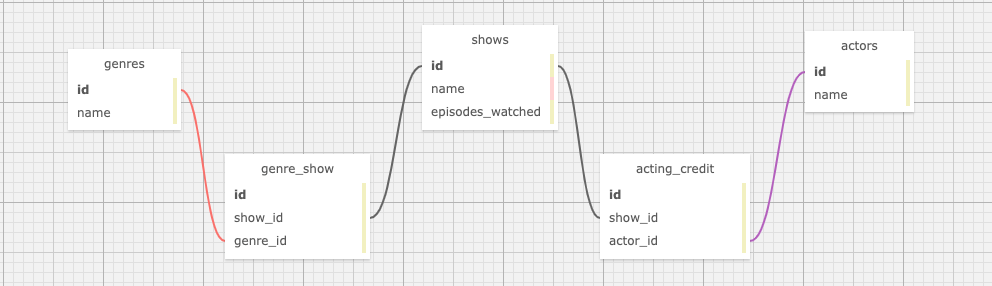 genres
id
name
genre_show
id
show_id
genre_id
shows
id
name
episodes_watched
acting_credit
id
show_id
actor_id
actors
id
name